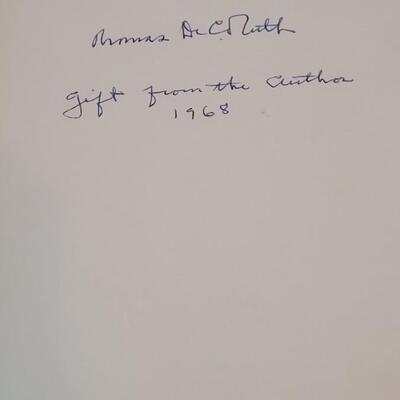 Thomas De C. Ruth
Gift from the author
1968